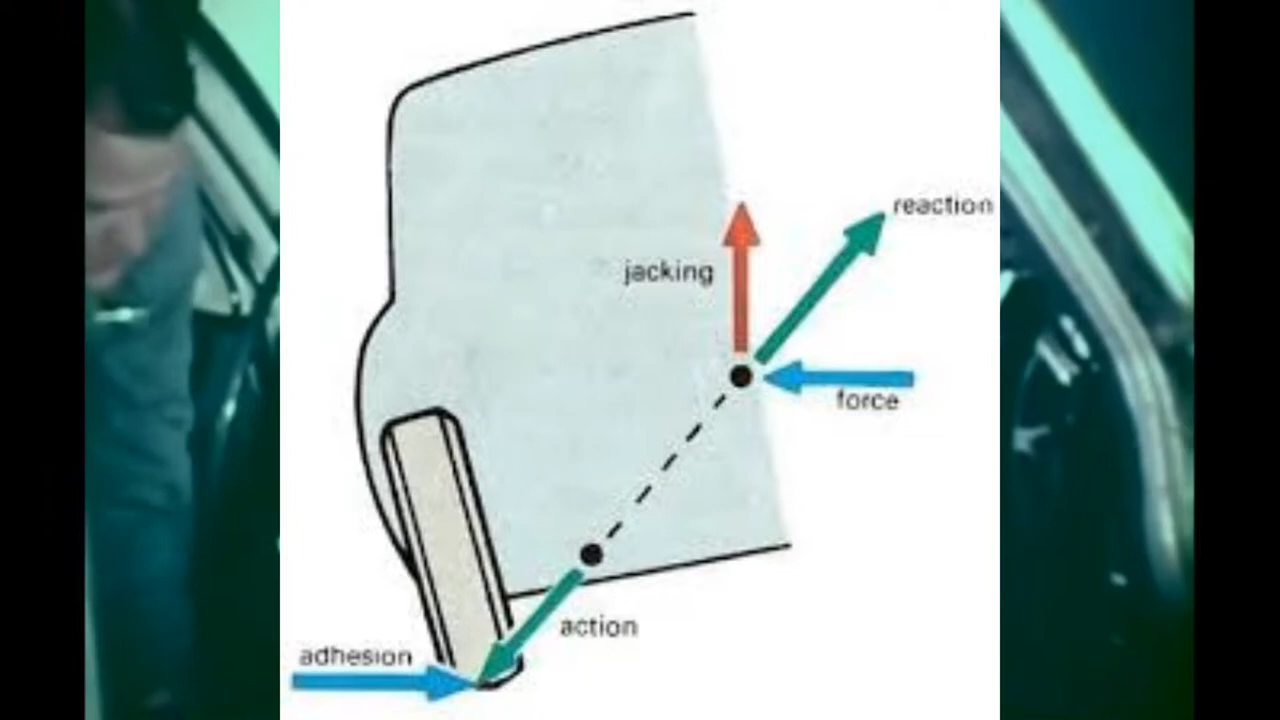 reaction
jacking
force
action
adhesion